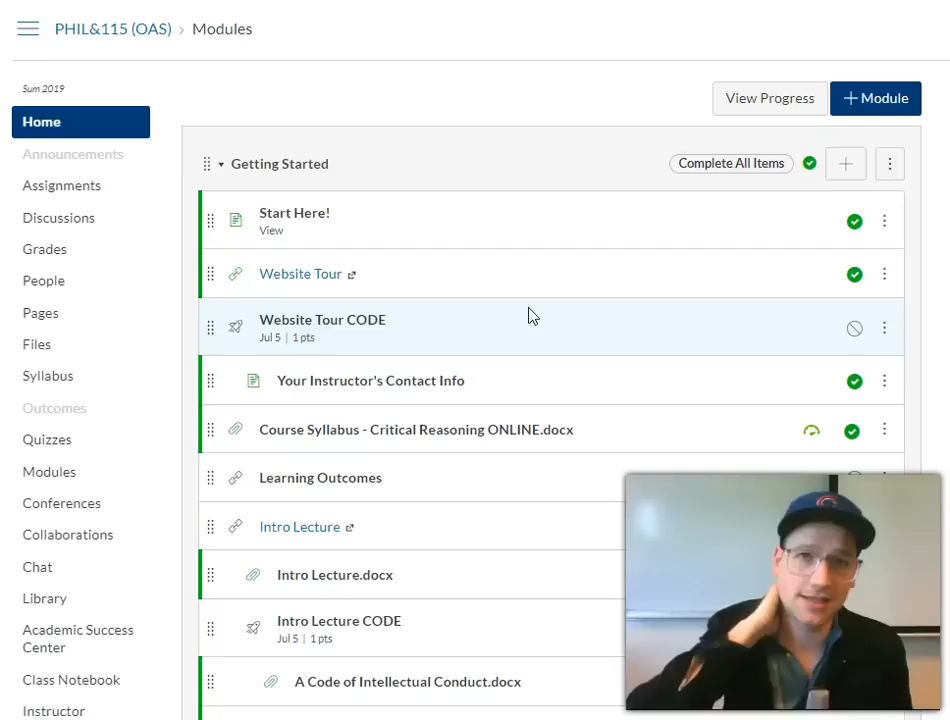 PHIL&115 (OAS) › Modules
Sum 2019
View Progress
+ Module
Home
Announcements
Assignments
Discussions
Grades
People
Pages
Files
Syllabus
Outcomes
Quizzes
Modules
Conferences
Collaborations
Chat
Library
Academic Success
Center
Class Notebook
Instructor
Getting Started
Complete All Items
Start Here!
View
Website Tour
Website Tour CODE
Jul 5 | 1 pts
Your Instructor's Contact Info
Course Syllabus - Critical Reasoning ONLINE.docx
Learning Outcomes
Intro Lecture
Intro Lecture.docx
Intro Lecture CODE
Jul 5 | 1 pts
A Code of Intellectual Conduct.docx